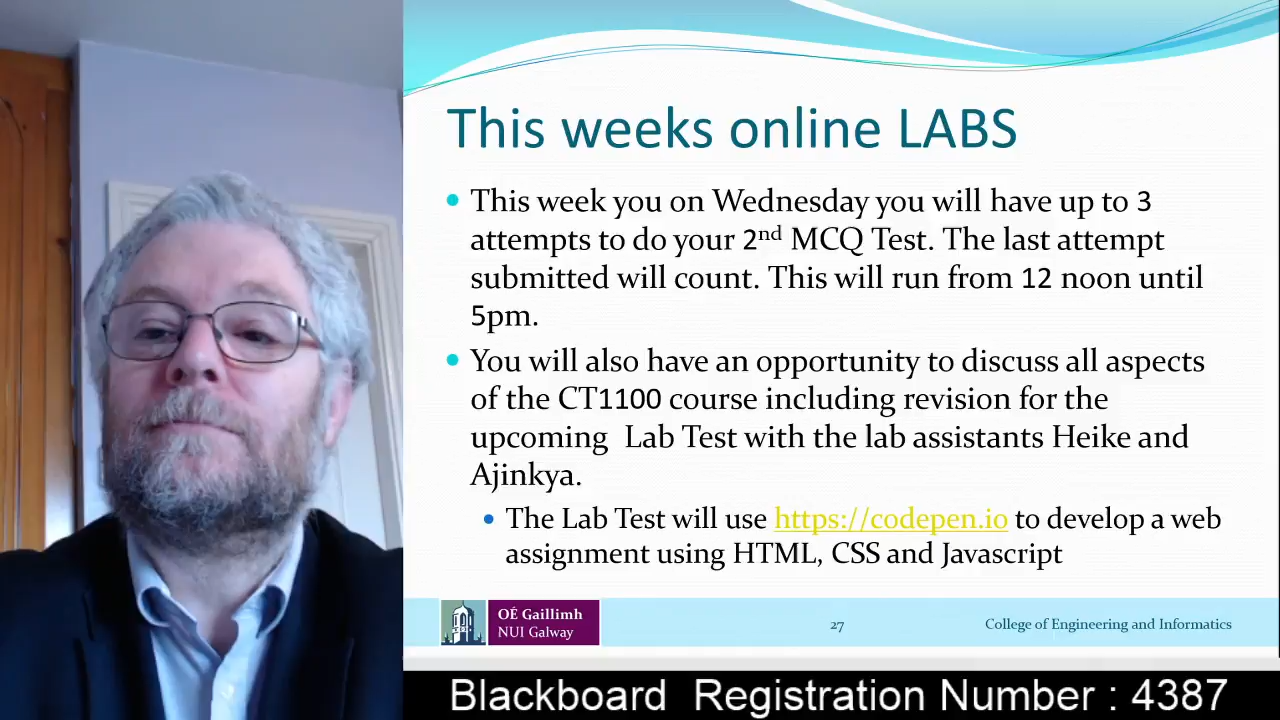 This weeks online LABS
This week you on Wednesday you will have up to 3
attempts to do your 2nd MCQ Test. The last attempt
submitted will count. This will run from 12 noon until
5pm.
You will also have an opportunity to discuss all aspects
of the CT1100 course including revision for the
upcoming  Lab Test with the lab assistants Heike and
Ajinkya.
The Lab Test will use https://codepen.io to develop a web
assignment using HTML, CSS and Javascript
OÉ Gaillimh
NUI Galway
27
College of Engineering and Informatics
Blackboard  Registration Number : 4387